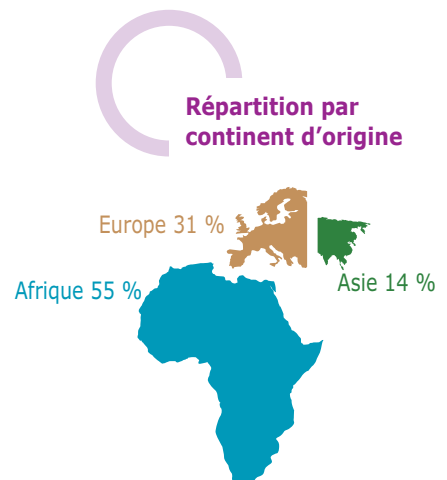 Répartition par
continent d'origine
Europe 31 %
Asie 14 %
Afrique 55 %